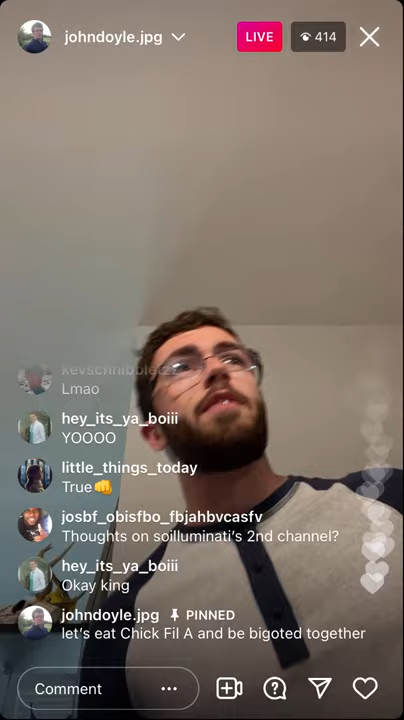 johndoyle.jpg
LIVE
414
kevschnibbletz
Lmao
hey_its_ya_boiii
YOOOO
little_things_today
True👊
josbf_obisfbo_fbjahbvcasfv
Thoughts on soilluminati's 2nd channel?
hey_its_ya_boiii
Okay king
johndoyle.jpg PINNED
let's eat Chick Fil A and be bigoted together
Comment